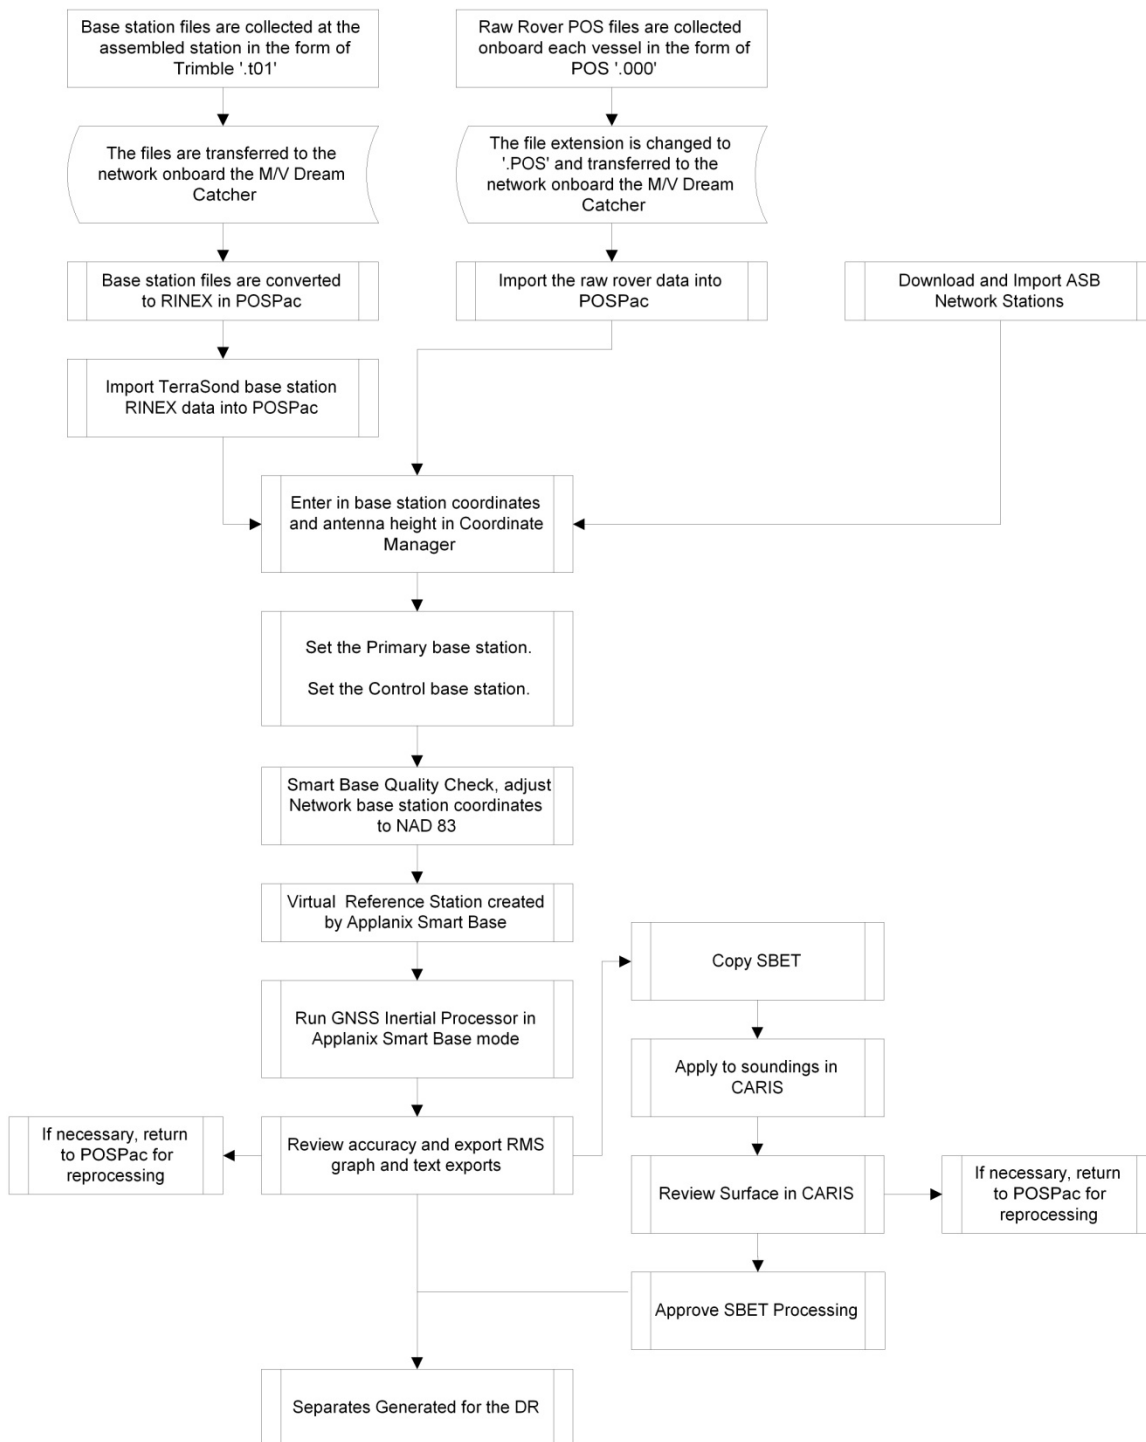 Base station files are collected at the
assembled station in the form of
Trimble '.t01'
Raw Rover POS files are collected
onboard each vessel in the form of
POS '.000'
The files are transferred to the
network onboard the M/V Dream
Catcher
The file extension is changed to
'.POS' and transferred to the
network onboard the M/V Dream
Catcher
Base station files are converted
to RINEX in POSPac
Import the raw rover data into
POSPac
Download and Import ASB
Network Stations
Import TerraSond base station
RINEX data into POSPac
Enter in base station coordinates
and antenna height in Coordinate
Manager
Set the Primary base station.
Set the Control base station.
Smart Base Quality Check, adjust
Network base station coordinates
to NAD 83
Virtual Reference Station created
by Applanix Smart Base
Copy SBET
Run GNSS Inertial Processor in
Applanix Smart Base mode
Apply to soundings in
CARIS
If necessary, return
to POSPac for
reprocessing
Review accuracy and export RMS
graph and text exports
Review Surface in CARIS
If necessary, return
to POSPac for
reprocessing
Approve SBET Processing
Separates Generated for the DR